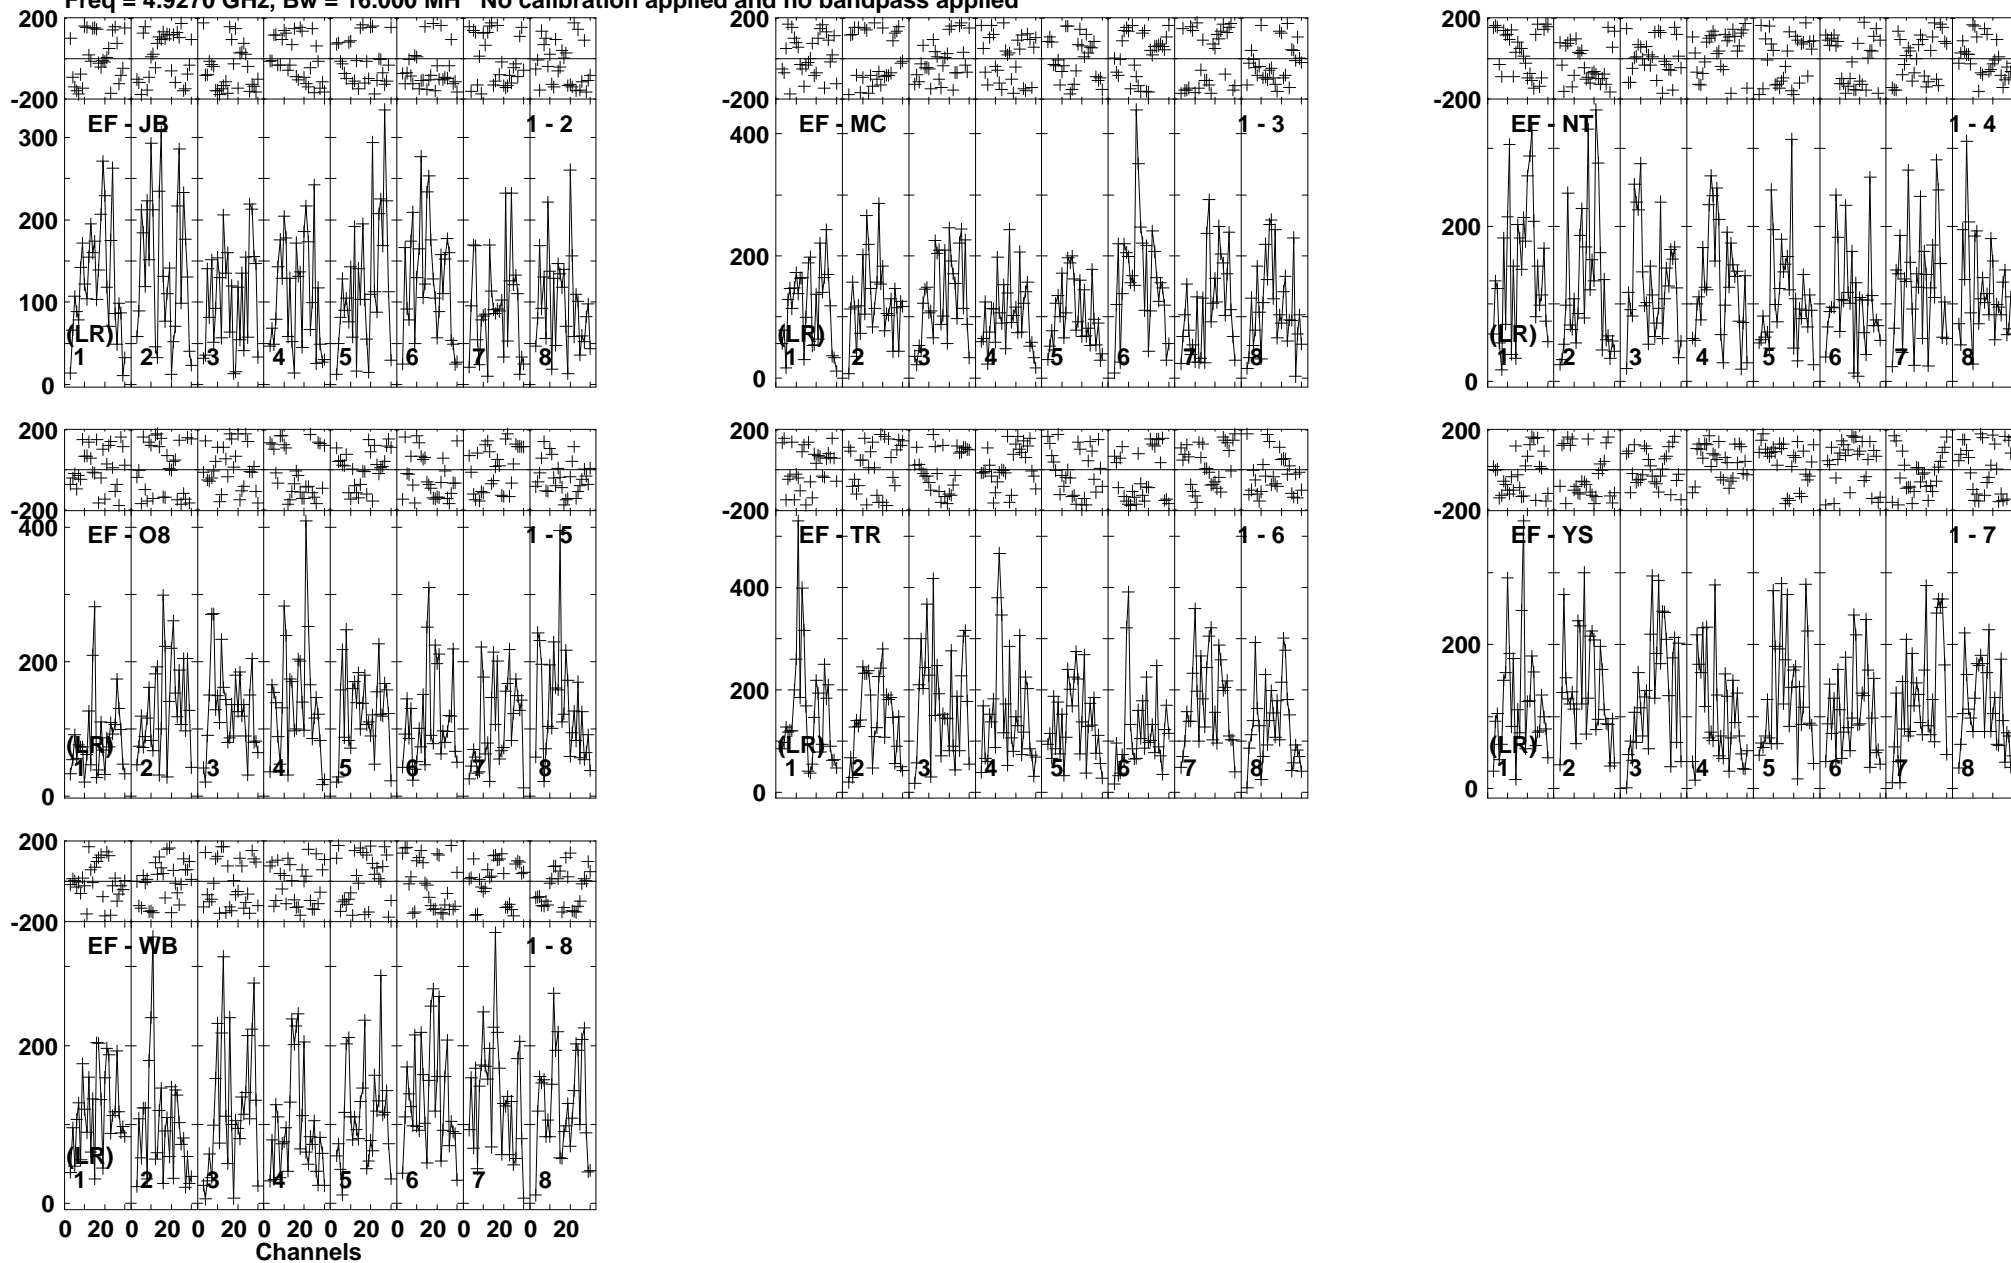 Freq = 4.9270 GHz, Bw = 16.000 MH No calibration applied and no bandpass applied
200
-200
EF - JB 1 - 2
300
200
100
0
(LR)
1 2 3 4 5 6 7 8
200
-200
EF - MC 1 - 3
400
200
0
(LR)
1 2 3 4 5 6 7 8
200
-200
EF - NT 1 - 4
200
0
(LR)
1 2 3 4 5 6 7 8
200
-200
EF - O8 1 - 5
400
200
0
(LR)
1 2 3 4 5 6 7 8
200
-200
EF - TR 1 - 6
400
200
0
(LR)
1 2 3 4 5 6 7 8
200
-200
EF - YS 1 - 7
200
0
(LR)
1 2 3 4 5 6 7 8
200
-200
EF - WB 1 - 8
200
0
(LR)
1 2 3 4 5 6 7 8
0 20 0 20 0 20 0 20 0 20 0 20 0 20 0 20
Channels